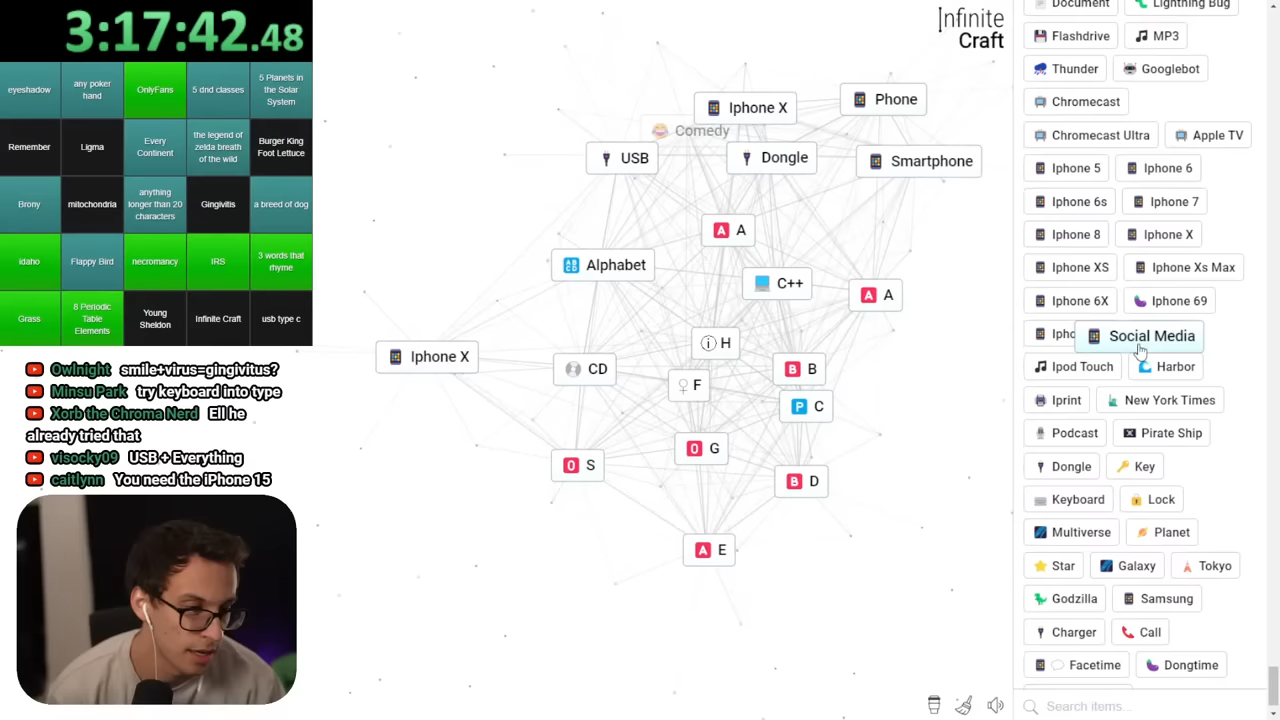 3:17:42.48
eyeshadow
any poker
hand
OnlyFans
5 dnd classes
5 Planets in
the Solar
System
Remember
Ligma
Every
Continent
the legend of
zelda breath
of the wild
Burger King
Foot Lettuce
Brony
mitochondria
anything
longer than 20
characters
Gingivitis
a breed of dog
idaho
Flappy Bird
necromancy
IRS
3 words that
rhyme
Grass
8 Periodic
Table
Elements
Young
Sheldon
Infinite Craft
usb type c
Owlnight smile+virus=gingivitus?
Minsu Park try keyboard into type
Xorb the Chroma Nerd Ell he
already tried that
visocky09 USB + Everything
caitlynn You need the iPhone 15
Infinite
Craft
Iphone X
Phone
Comedy
USB
Dongle
Smartphone
A A
Alphabet
C++
A A
i H
Iphone X
CD
F
B B
P C
O S
O G
B D
A E
Document
Lightning Bug
Flashdrive
MP3
Thunder
Googlebot
Chromecast
Chromecast Ultra
Apple TV
Iphone 5
Iphone 6
Iphone 6s
Iphone 7
Iphone 8
Iphone X
Iphone XS
Iphone Xs Max
Iphone 6X
Iphone 69
Ipho
Social Media
Ipod Touch
Harbor
Iprint
New York Times
Podcast
Pirate Ship
Dongle
Key
Keyboard
Lock
Multiverse
Planet
Star
Galaxy
Tokyo
Godzilla
Samsung
Charger
Call
Facetime
Dongtime
Search items...